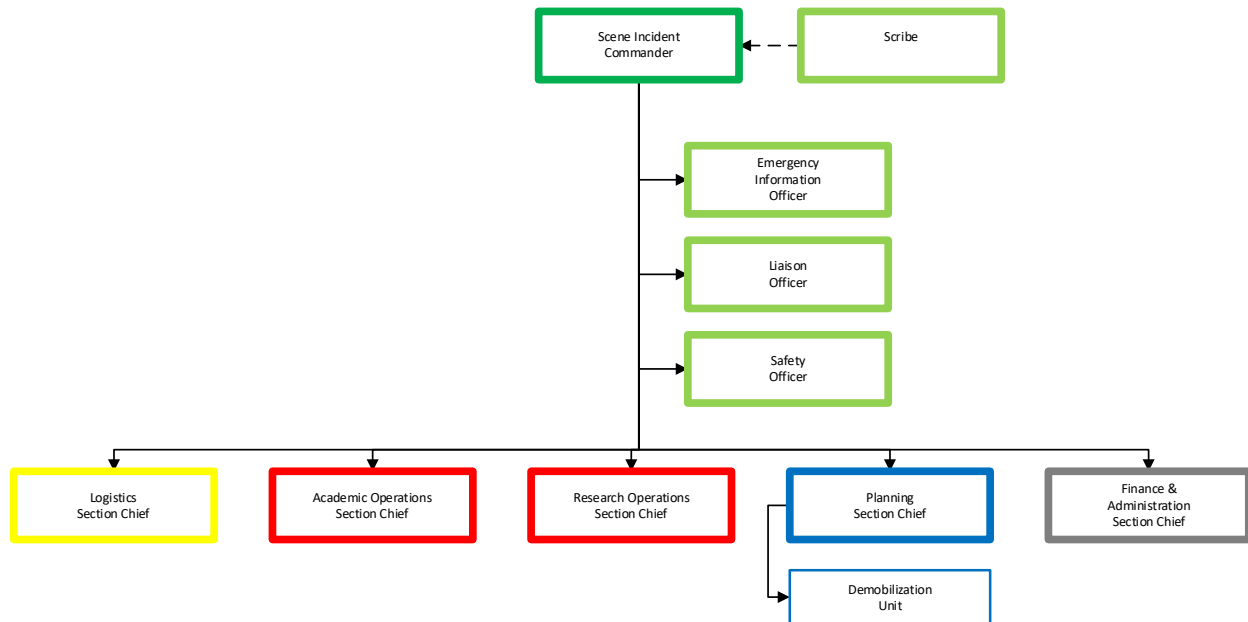 Scene Incident
Commander
Scribe
Emergency
Information
Officer
Liaison
Officer
Safety
Officer
Logistics
Section Chief
Academic Operations
Section Chief
Research Operations
Section Chief
Planning
Section Chief
Finance &
Administration
Section Chief
Demobilization
Unit